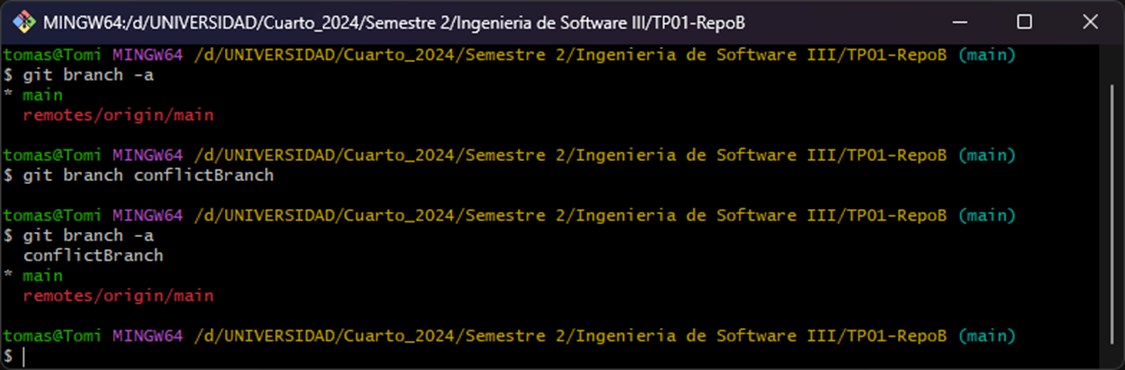 MINGW64:/d/UNIVERSIDAD/Cuarto_2024/Semestre 2/Ingenieria de Software III/TP01-RepoB
tomas@Tomi MINGW64 /d/UNIVERSIDAD/Cuarto_2024/Semestre 2/Ingenieria de Software III/TP01-RepoB (main)
$ git branch -a
* main
  remotes/origin/main

tomas@Tomi MINGW64 /d/UNIVERSIDAD/Cuarto_2024/Semestre 2/Ingenieria de Software III/TP01-RepoB (main)
$ git branch conflictBranch

tomas@Tomi MINGW64 /d/UNIVERSIDAD/Cuarto_2024/Semestre 2/Ingenieria de Software III/TP01-RepoB (main)
$ git branch -a
  conflictBranch
* main
  remotes/origin/main

tomas@Tomi MINGW64 /d/UNIVERSIDAD/Cuarto_2024/Semestre 2/Ingenieria de Software III/TP01-RepoB (main)
$